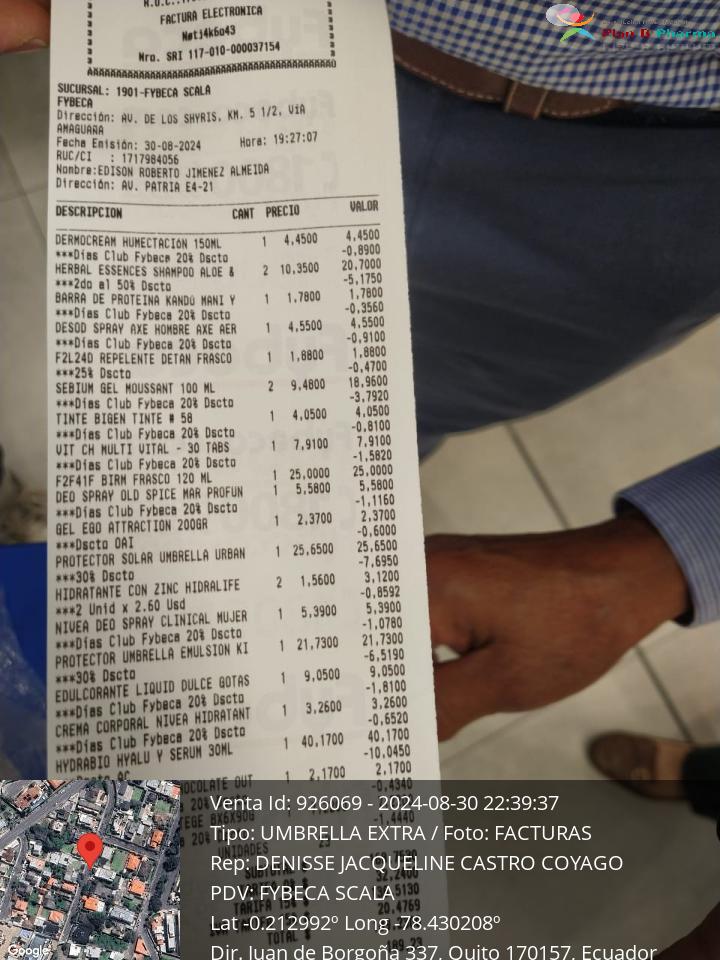 FACTURA ELECTRONICA
Nro. SRI 117-010-000037154
SUCURSAL: 1901-FYBECA SCALA
FYBECA
Dirección: AV. DE LOS SHYRIS, KM. 5 1/2, VíA
AMAGUAÑA
Fecha Emisión: 30-08-2024 Hora: 19:27:07
RUC/CI : 1717984056
Nombre:EDISON ROBERTO JIMENEZ ALMEIDA
Dirección: AV. PATRIA E4-21
DESCRIPCION CANT PRECIO VALOR
DERMOCREAM HUMECTACION 150ML 1 4,4500 4,4500
***Días Club Fybeca 20% Dscto -0,8900
HERBAL ESSENCES SHAMPOO ALOE & 2 10,3500 20,7000
***2do al 50% Dscto -5,1750
BARRA DE PROTEINA KANDÚ MANI Y 1 1,7800 1,7800
***Días Club Fybeca 20% Dscto -0,3560
DESOD SPRAY AXE HOMBRE AXE AER 1 4,5500 4,5500
***Días Club Fybeca 20% Dscto -0,9100
F2L24D REPELENTE DETAN FRASCO 1 1,8800 1,8800
***25% Dscto -0,4700
SEBIUM GEL MOUSSANT 100 ML 2 9,4800 18,9600
***Días Club Fybeca 20% Dscto -3,7920
TINTE BIGEN TINTE # 58 1 4,0500 4,0500
***Días Club Fybeca 20% Dscto -0,8100
VIT CH MULTI VITAL - 30 TABS 1 7,9100 7,9100
***Días Club Fybeca 20% Dscto -1,5820
F2F41F BIRM FRASCO 120 ML 1 25,0000 25,0000
DEO SPRAY OLD SPICE MAR PROFUN 1 5,5800 5,5800
***Días Club Fybeca 20% Dscto -1,1160
GEL EGO ATTRACTION 200GR 1 2,3700 2,3700
***Dscto OAI -0,6000
PROTECTOR SOLAR UMBRELLA URBAN 1 25,6500 25,6500
***30% Dscto -7,6950
HIDRATANTE CON ZINC HIDRALIFE 2 1,5600 3,1200
***2 Unid x 2.60 Usd -0,8592
NIVEA DEO SPRAY CLINICAL MUJER 1 5,3900 5,3900
***Días Club Fybeca 20% Dscto -1,0780
PROTECTOR UMBRELLA EMULSION KI 1 21,7300 21,7300
***30% Dscto -6,5190
EDULCORANTE LIQUID DULCE GOTAS 1 9,0500 9,0500
***Días Club Fybeca 20% Dscto -1,8100
CREMA CORPORAL NIVEA HIDRATANT 1 3,2600 3,2600
***Días Club Fybeca 20% Dscto -0,6520
HYDRABIO HYALU Y SERUM 30ML 1 40,1700 40,1700
-10,0450
OUT 1 2,1700 2,1700
-0,4340
-1,4440
UNIDADES
TARIFA
20,4769
TOTAL $
Plan B Pharma
Venta Id: 926069 - 2024-08-30 22:39:37
Tipo: UMBRELLA EXTRA / Foto: FACTURAS
Rep: DENISSE JACQUELINE CASTRO COYAGO
PDV: FYBECA SCALA
Lat -0.212992º Long -78.430208º
Dir. Juan de Borgoña 337, Quito 170157, Ecuador
Google